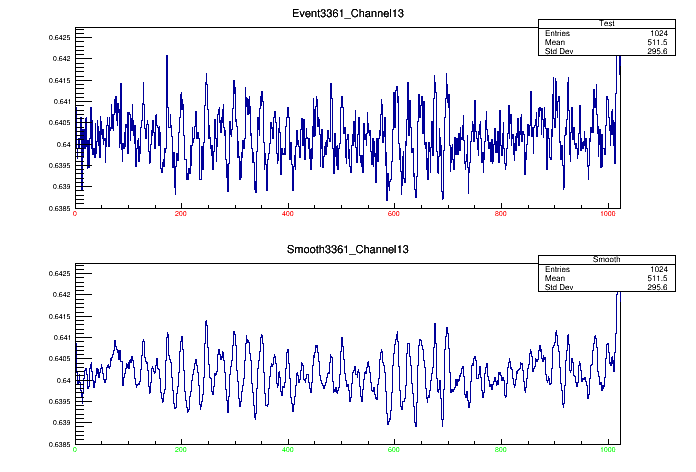 Event3361_Channel13
Test
Entries 1024
Mean 511.5
Std Dev 295.6
0.6425
0.642
0.6415
0.641
0.6405
0.64
0.6395
0.639
0.6385
0 200 400 600 800 1000
Smooth3361_Channel13
Smooth
Entries 1024
Mean 511.5
Std Dev 295.6
0.6425
0.642
0.6415
0.641
0.6405
0.64
0.6395
0.639
0.6385
0 200 400 600 800 1000